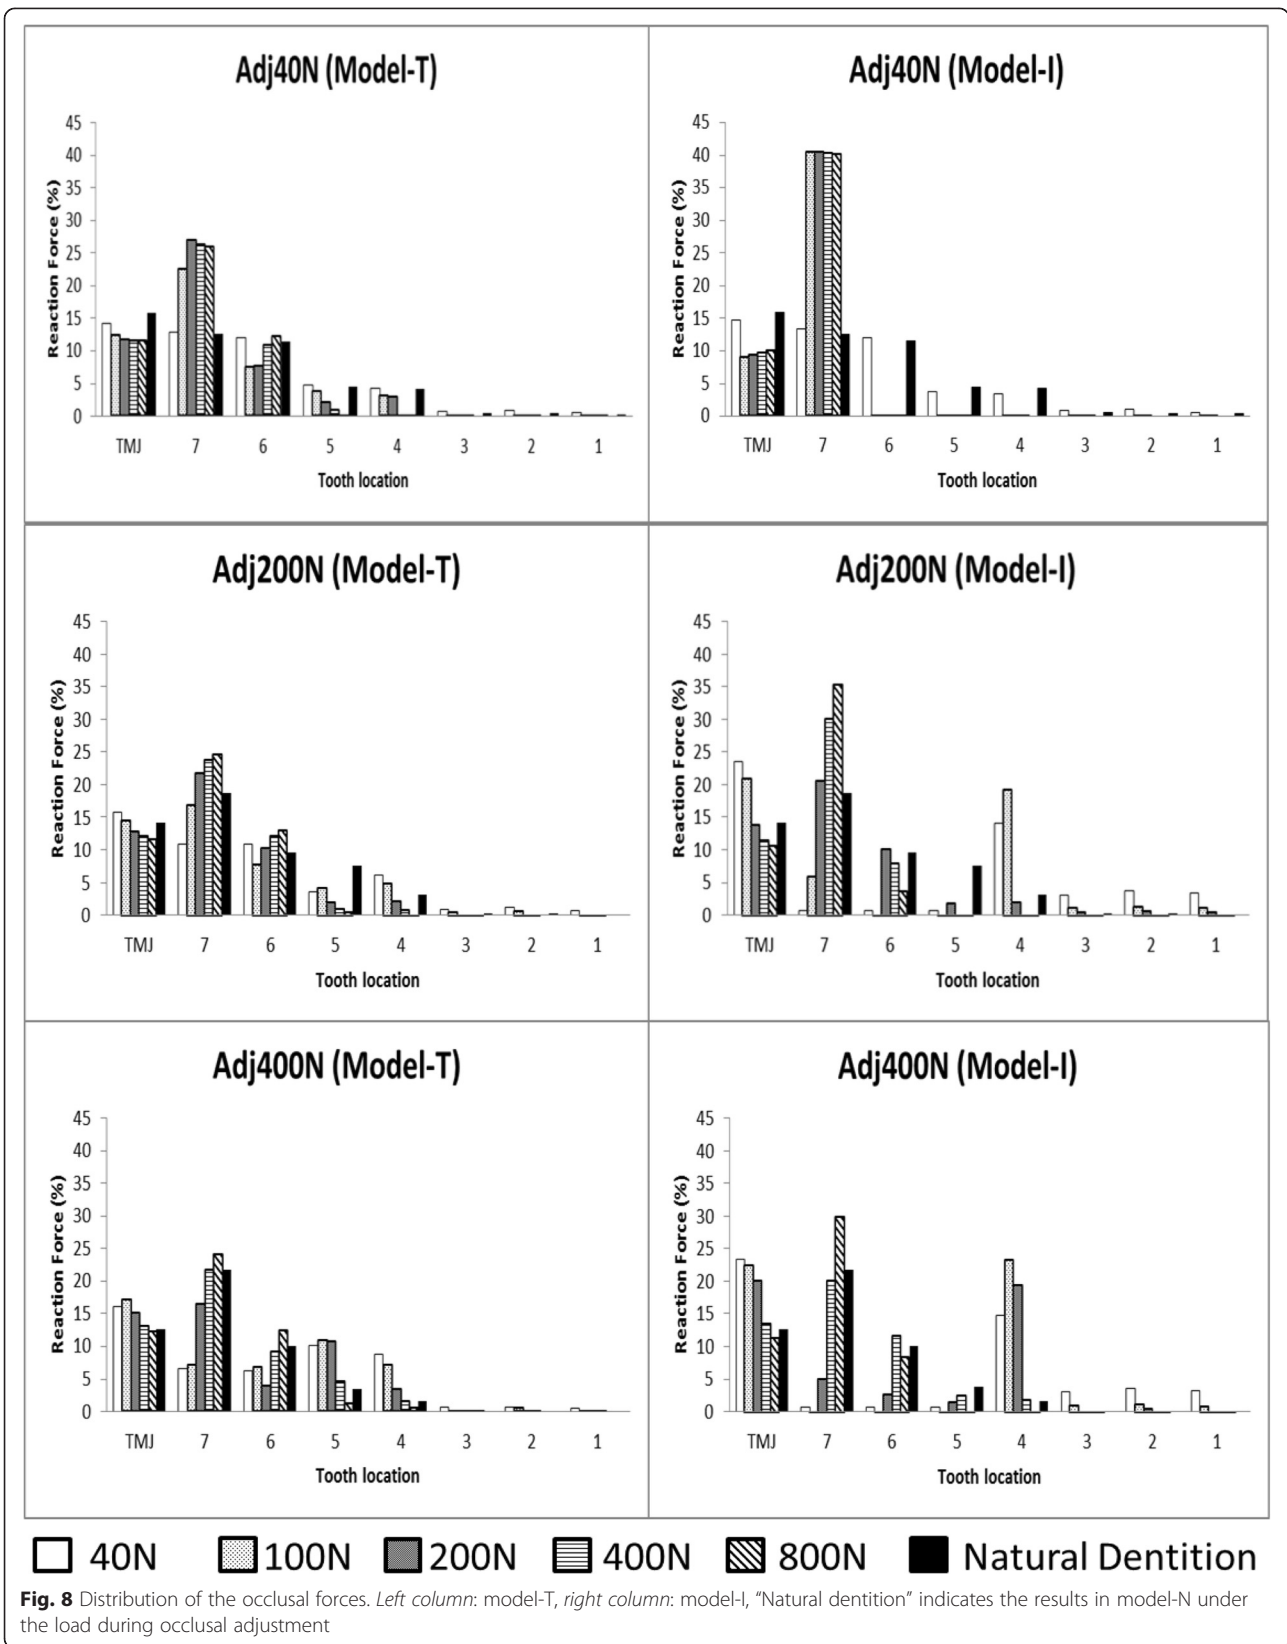 Adj40N (Model-T)
45
40
35
30
25
20
15
10
5
0
Reaction Force (%)
TMJ 7 6 5 4 3 2 1
Tooth location
Adj40N (Model-I)
45
40
35
30
25
20
15
10
5
0
Reaction Force (%)
TMJ 7 6 5 4 3 2 1
Tooth location
Adj200N (Model-T)
45
40
35
30
25
20
15
10
5
0
Reaction Force (%)
TMJ 7 6 5 4 3 2 1
Tooth location
Adj200N (Model-I)
45
40
35
30
25
20
15
10
5
0
Reaction Force (%)
TMJ 7 6 5 4 3 2 1
Tooth location
Adj400N (Model-T)
45
40
35
30
25
20
15
10
5
0
Reaction Force (%)
TMJ 7 6 5 4 3 2 1
Tooth location
Adj400N (Model-I)
45
40
35
30
25
20
15
10
5
0
Reaction Force (%)
TMJ 7 6 5 4 3 2 1
Tooth location
40N 100N 200N 400N 800N Natural Dentition
Fig. 8 Distribution of the occlusal forces. Left column: model-T, right column: model-I, “Natural dentition” indicates the results in model-N under
the load during occlusal adjustment